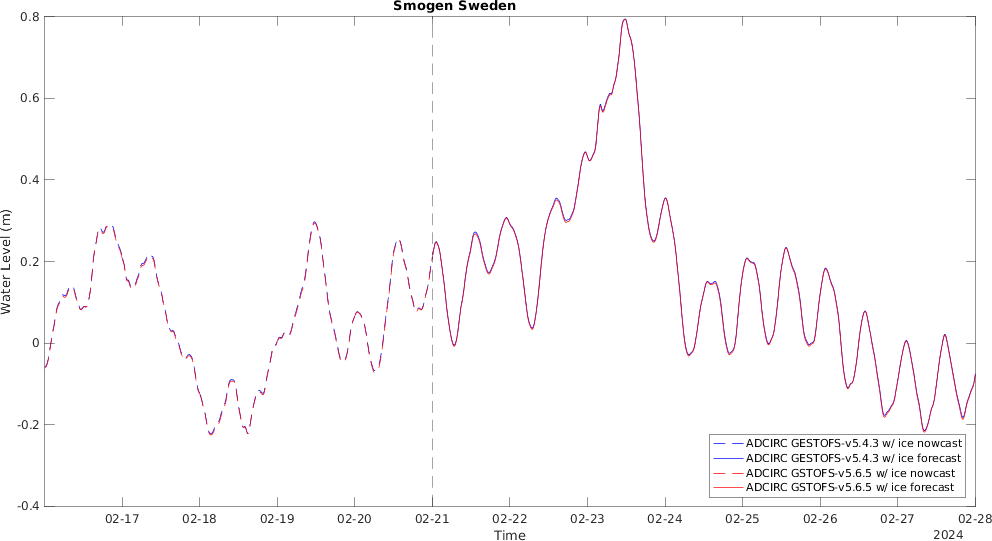 Smogen Sweden
Water Level (m)
0.8
0.6
0.4
0.2
0
-0.2
-0.4
ADCIRC GESTOFS-v5.4.3 w/ ice nowcast
ADCIRC GESTOFS-v5.4.3 w/ ice forecast
ADCIRC GSTOFS-v5.6.5 w/ ice nowcast
ADCIRC GSTOFS-v5.6.5 w/ ice forecast
02-17 02-18 02-19 02-20 02-21 02-22 02-23 02-24 02-25 02-26 02-27 02-28
Time
2024